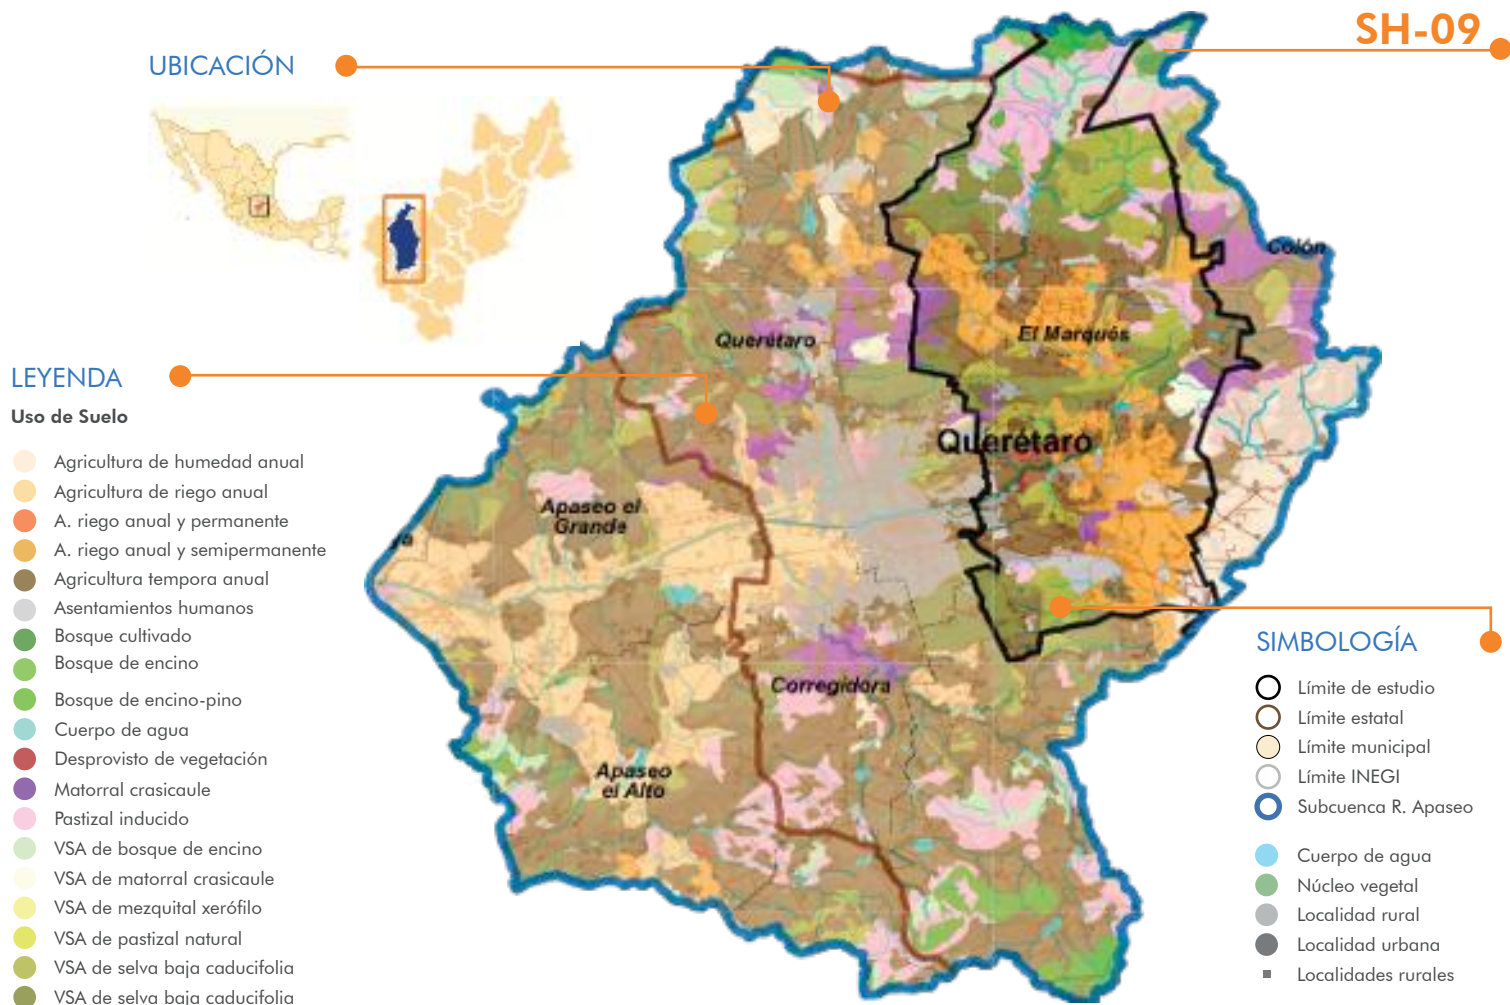 SH-09
UBICACIÓN
Colón
Querétaro
El Marqués
LEYENDA
Uso de Suelo
Agricultura de humedad anual
Agricultura de riego anual
A. riego anual y permanente
A. riego anual y semipermanente
Agricultura tempora anual
Asentamientos humanos
Bosque cultivado
Bosque de encino
Bosque de encino-pino
Cuerpo de agua
Desprovisto de vegetación
Matorral crasicaule
Pastizal inducido
VSA de bosque de encino
VSA de matorral crasicaule
VSA de mezquital xerófilo
VSA de pastizal natural
VSA de selva baja caducifolia
VSA de selva baja caducifolia
Querétaro
Apaseo el
Grande
ya
Corregidora
Apaseo
el Alto
SIMBOLOGÍA
Límite de estudio
Límite estatal
Límite municipal
Límite INEGI
Subcuenca R. Apaseo
Cuerpo de agua
Núcleo vegetal
Localidad rural
Localidad urbana
Localidades rurales